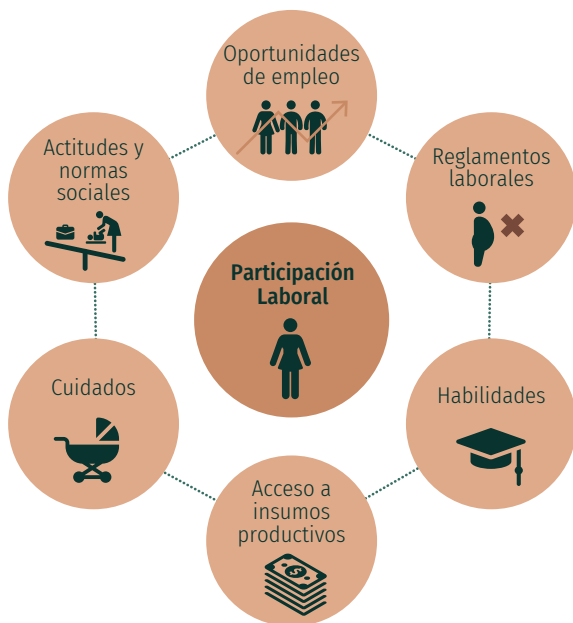 Oportunidades
de empleo
Actitudes y
normas
sociales
Reglamentos
laborales
Participación
Laboral
Cuidados
Habilidades
Acceso a
insumos
productivos